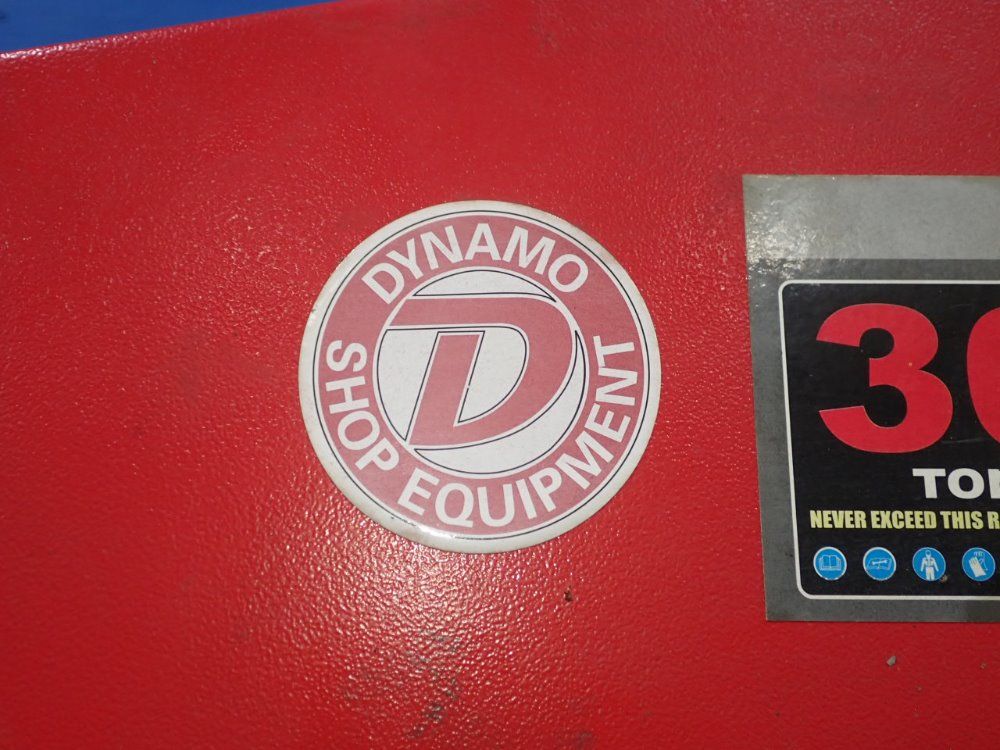 DYNAMO
D
SHOP EQUIPMENT
3
TO
NEVER EXCEED THIS